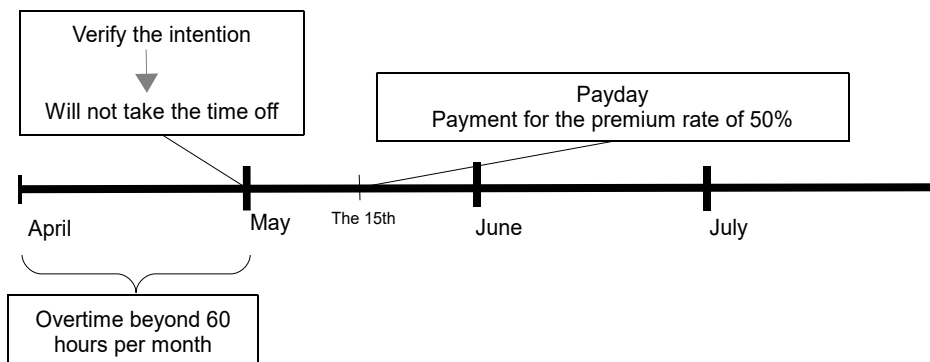 Verify the intention
Will not take the time off
Payday
Payment for the premium rate of 50%
April
May
The 15th
June
July
Overtime beyond 60
hours per month